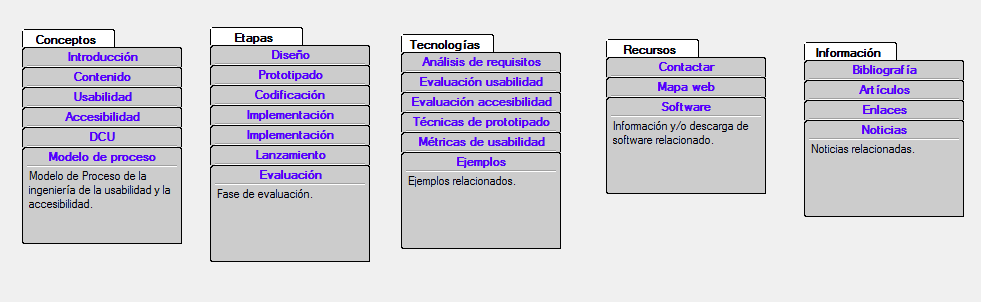 Conceptos
Introducción
Contenido
Usabilidad
Accesibilidad
DCU
Modelo de proceso
Modelo de Proceso de la
ingeniería de la usabilidad y la
accesibilidad.
Etapas
Diseño
Prototipado
Codificación
Implementación
Implementación
Lanzamiento
Evaluación
Fase de evaluación.
Tecnologías
Análisis de requisitos
Evaluación usabilidad
Evaluación accesibilidad
Técnicas de prototipado
Métricas de usabilidad
Ejemplos
Ejemplos relacionados.
Recursos
Contactar
Mapa web
Software
Información y/o descarga de
software relacionado.
Información
Bibliografía
Artículos
Enlaces
Noticias
Noticias relacionadas.